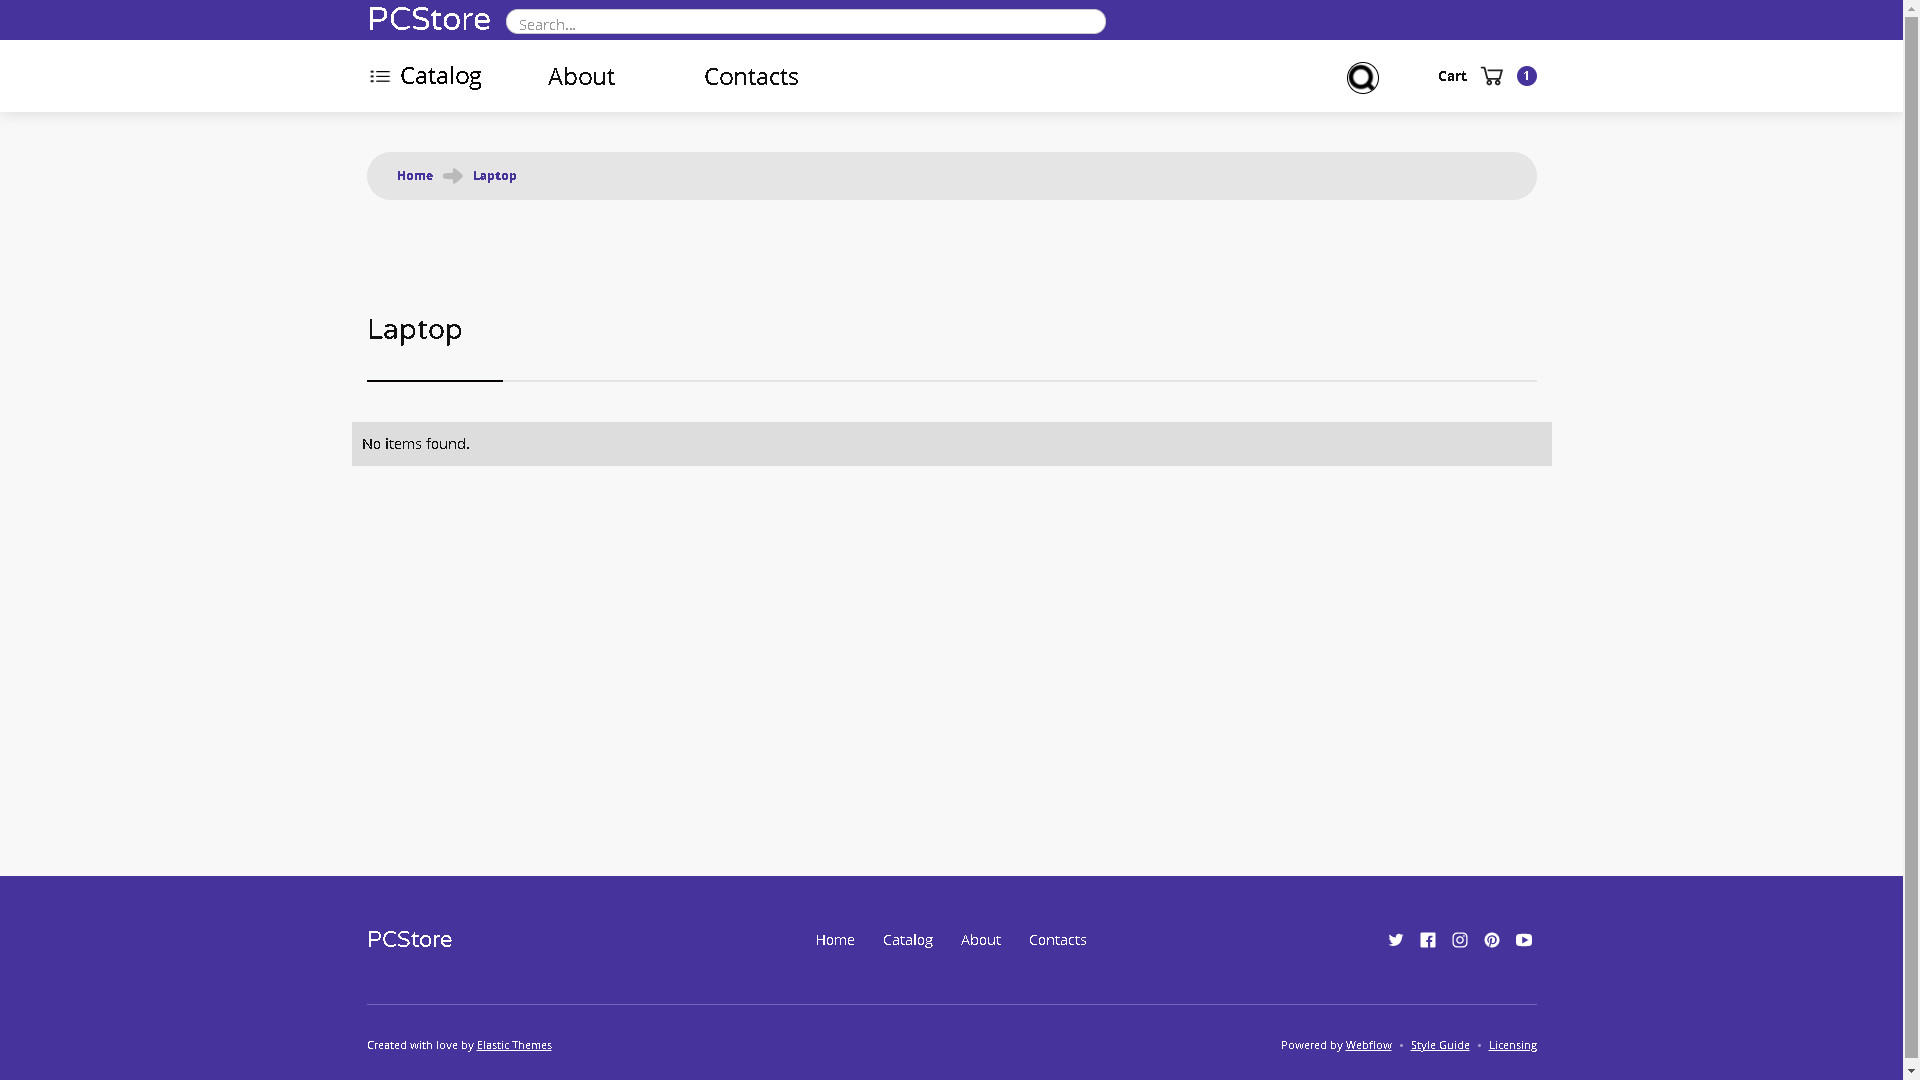 PCStore Search...
Catalog About Contacts Cart 1
Home Laptop
Laptop
No items found.
PCStore Home Catalog About Contacts
Created with love by Elastic Themes Powered by Webflow • Style Guide • Licensing